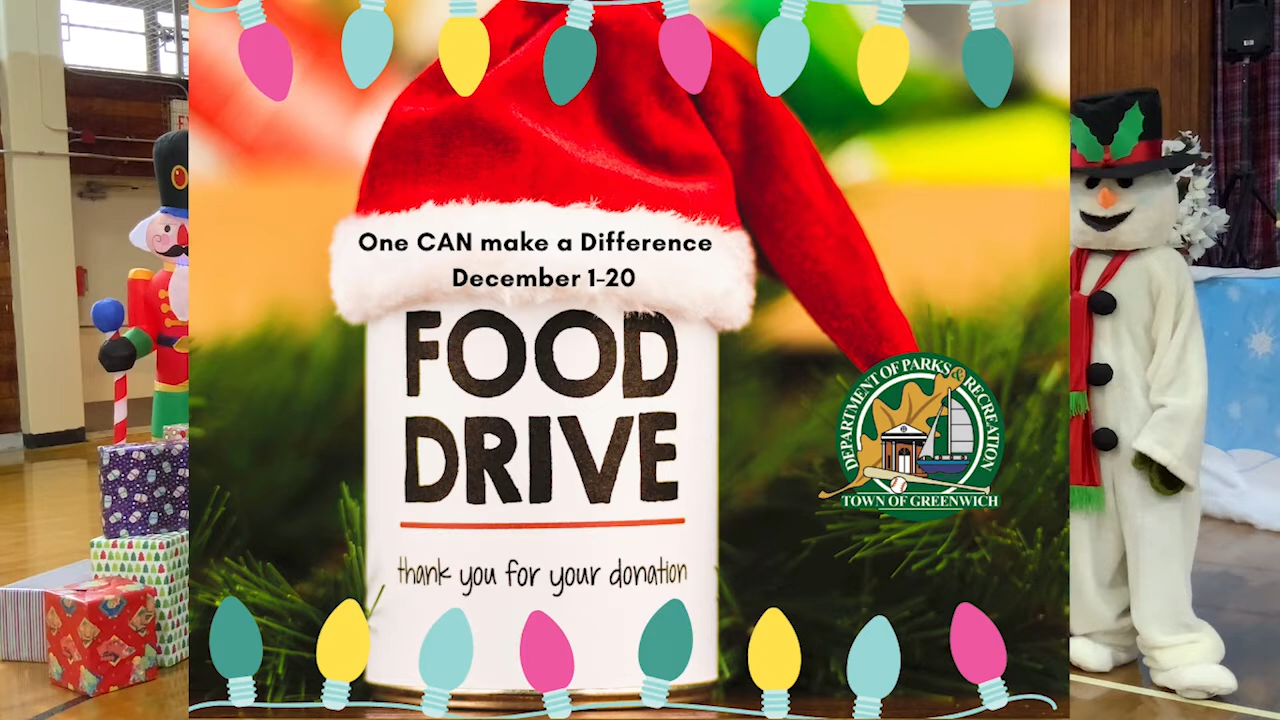 One CAN make a Difference
December 1-20
FOOD
DRIVE
thank you for your donation
DEPARTMENT OF PARKS & RECREATION
TOWN OF GREENWICH